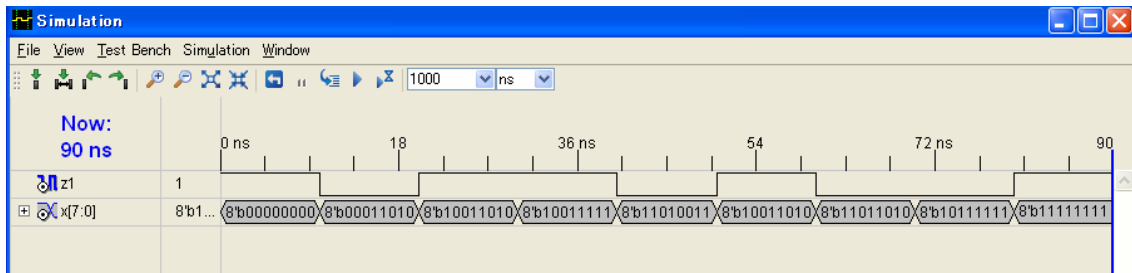 Simulation
File View Test Bench Simulation Window
1000 ns
Now:
90 ns
0 ns 18 36 ns 54 72 ns 90
z1 1
x[7:0] 8'b1... 8'b00000000 8'b00011010 8'b10011010 8'b10011111 8'b11010011 8'b10011010 8'b11011010 8'b10111111 8'b11111111